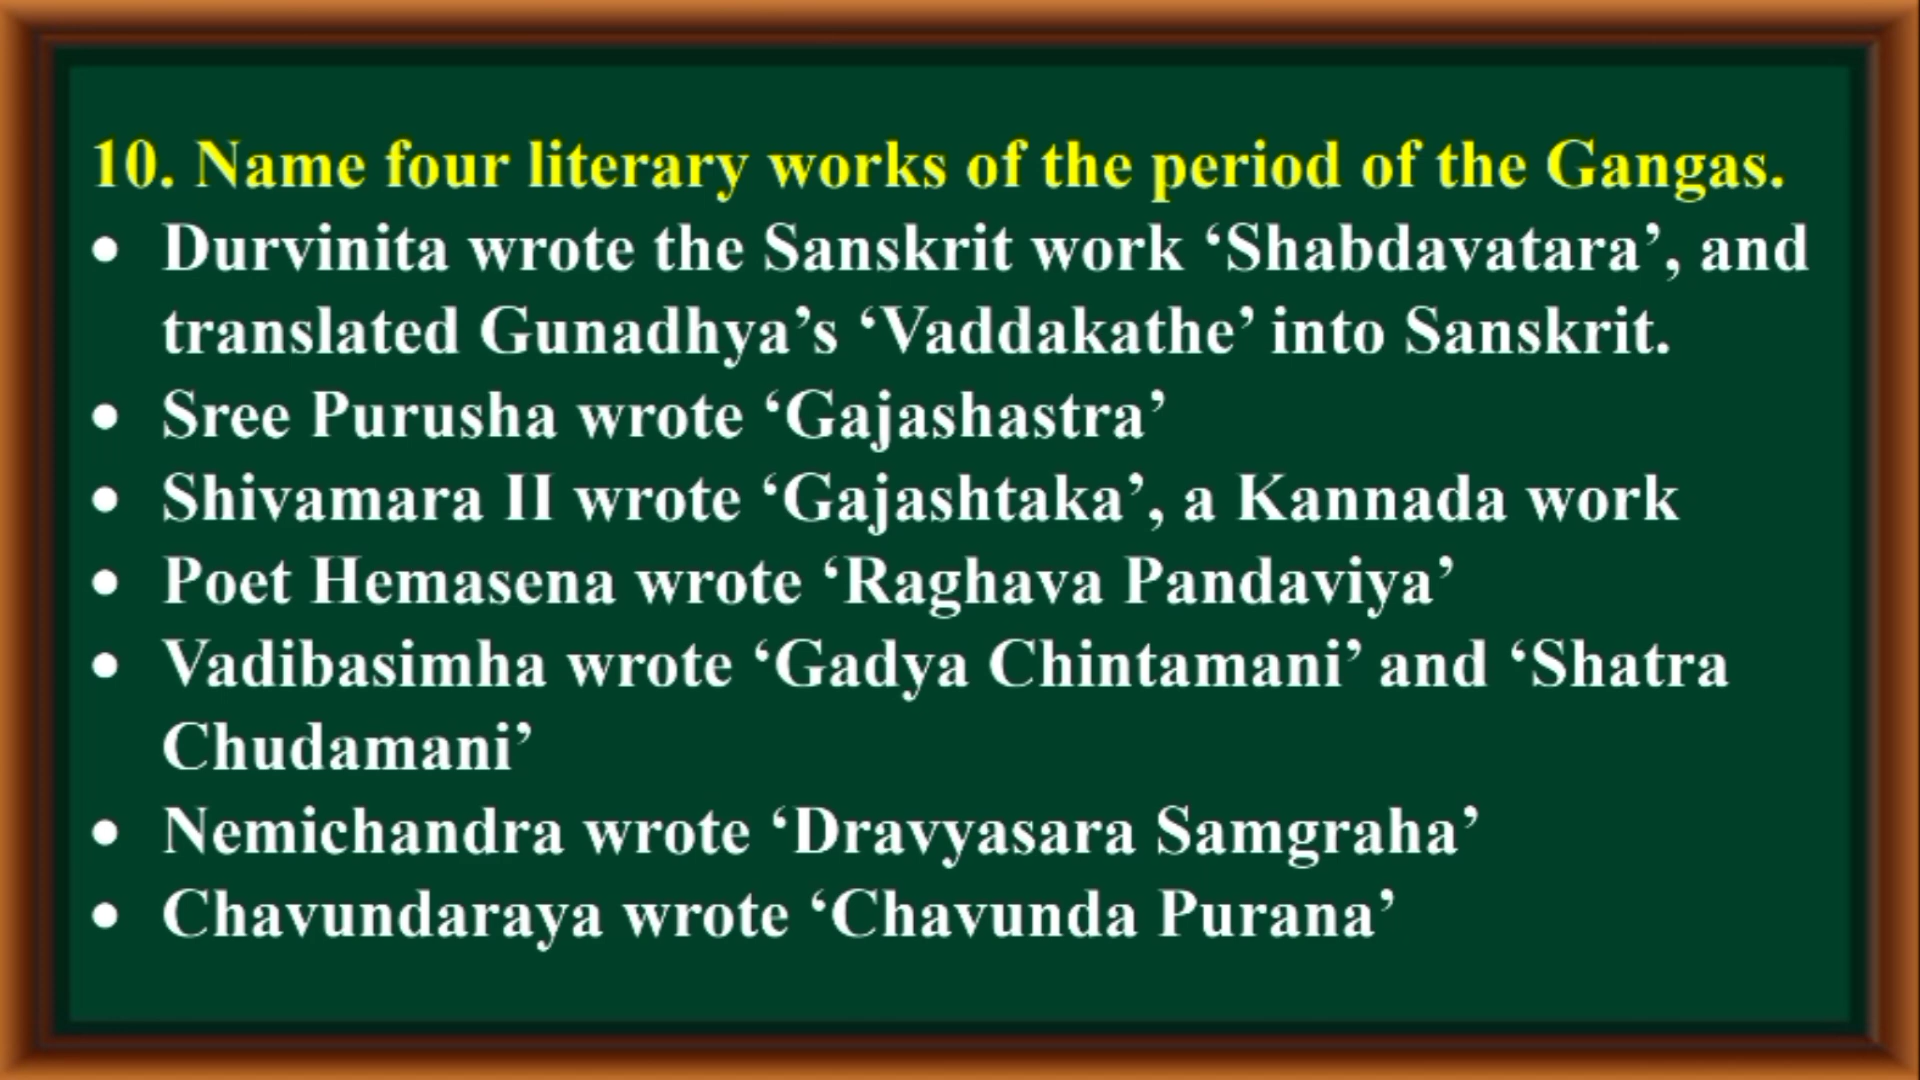 10. Name four literary works of the period of the Gangas.
• Durvinita wrote the Sanskrit work ‘Shabdavatara’, and
translated Gunadhya’s ‘Vaddakathe’ into Sanskrit.
• Sree Purusha wrote ‘Gajashastra’
• Shivamara II wrote ‘Gajashtaka’, a Kannada work
• Poet Hemasena wrote ‘Raghava Pandaviya’
• Vadibasimha wrote ‘Gadya Chintamani’ and ‘Shatra
Chudamani’
• Nemichandra wrote ‘Dravyasara Samgraha’
• Chavundaraya wrote ‘Chavunda Purana’